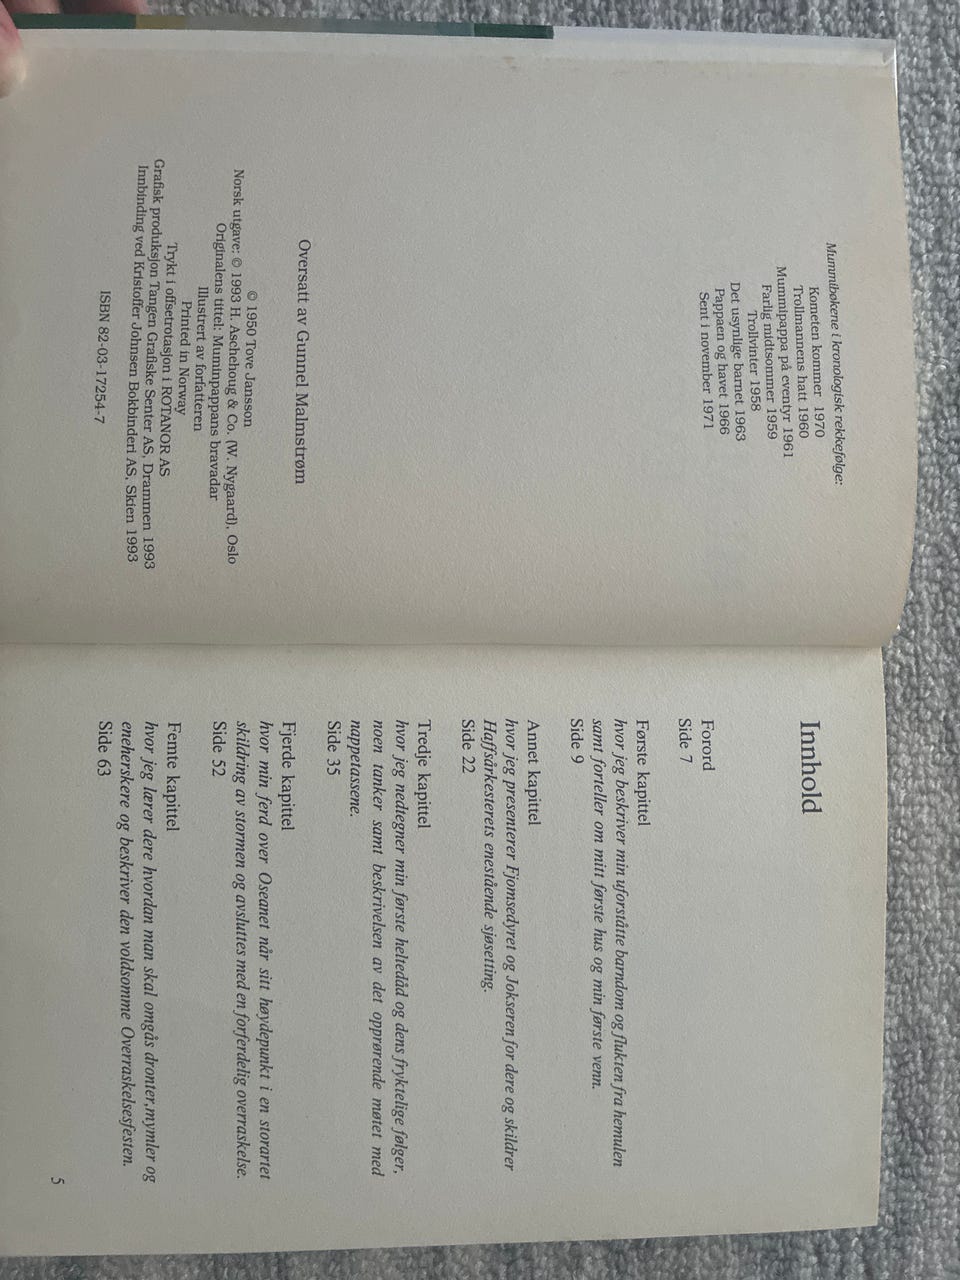 Mummibøkene i kronologisk rekkefølge:
Kometen kommer 1970
Trollmannens hatt 1960
Mummipappa på eventyr 1961
Farlig midtsommer 1959
Trollvinter 1958
Det usynlige barnet 1963
Pappaen og havet 1966
Sent i november 1971
Oversatt av Gunnel Malmstrøm
© 1950 Tove Jansson
Norsk utgave: © 1993 H. Aschehoug & Co. (W. Nygaard), Oslo
Originalens tittel: Muminpappans bravadar
Illustrert av forfatteren
Printed in Norway
Trykt i offsetrotasjon i ROTANOR AS
Grafisk produksjon Tangen Grafiske Senter AS, Drammen 1993
Innbinding ved Kristoffer Johnsen Bokbinderi AS, Skien 1993
ISBN 82-03-17254-7
Innhold
Forord
Side 7
Første kapittel
hvor jeg beskriver min uforståtte barndom og flukten fra hemulen
samt forteller om mitt første hus og min første venn.
Side 9
Annet kapittel
hvor jeg presenterer Fjomsedyret og Jokseren for dere og skildrer
Haffsårkesterets enestående sjøsetting.
Side 22
Tredje kapittel
hvor jeg nedtegner min første heltedåd og dens fryktelige følger,
noen tanker samt beskrivelsen av det opprørende møtet med
nappetassene.
Side 35
Fjerde kapittel
hvor min ferd over Oseanet når sitt høydepunkt i en storartet
skildring av stormen og avsluttes med en forferdelig overraskelse.
Side 52
Femte kapittel
hvor jeg lærer dere hvordan man skal omgås dronter,mymler og
eneherskere og beskriver den voldsomme Overraskelsesfesten.
Side 63
5